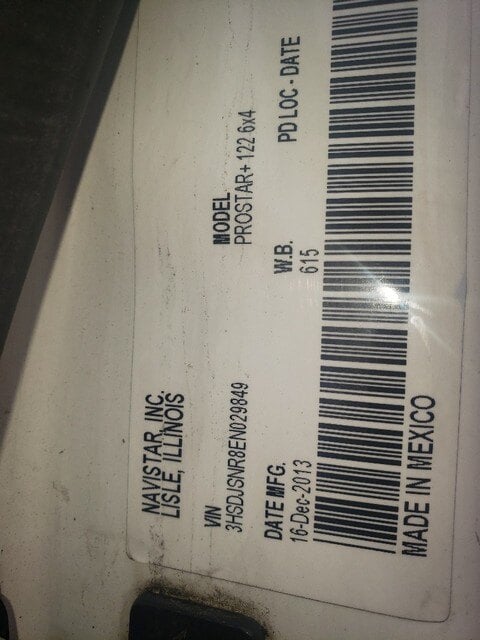 NAVISTAR, INC.
LISLE, ILLINOIS
VIN
3HSDJSNR8EN029849
MODEL
PROSTAR+ 122 6x4
DATE MFG.
16-Dec-2013
W.B.
615
PD LOC - DATE
MADE IN MEXICO